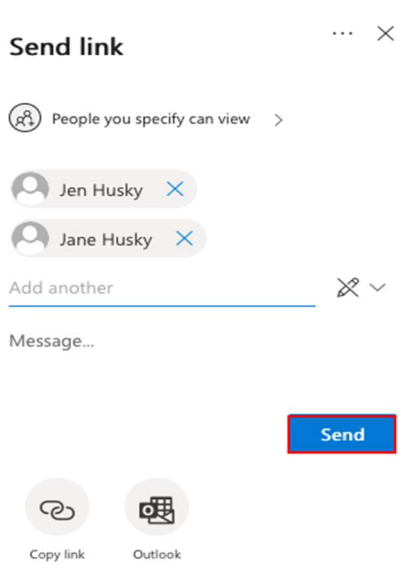 Send link
People you specify can view
Jen Husky
Jane Husky
Add another
Message...
Send
Copy link
Outlook